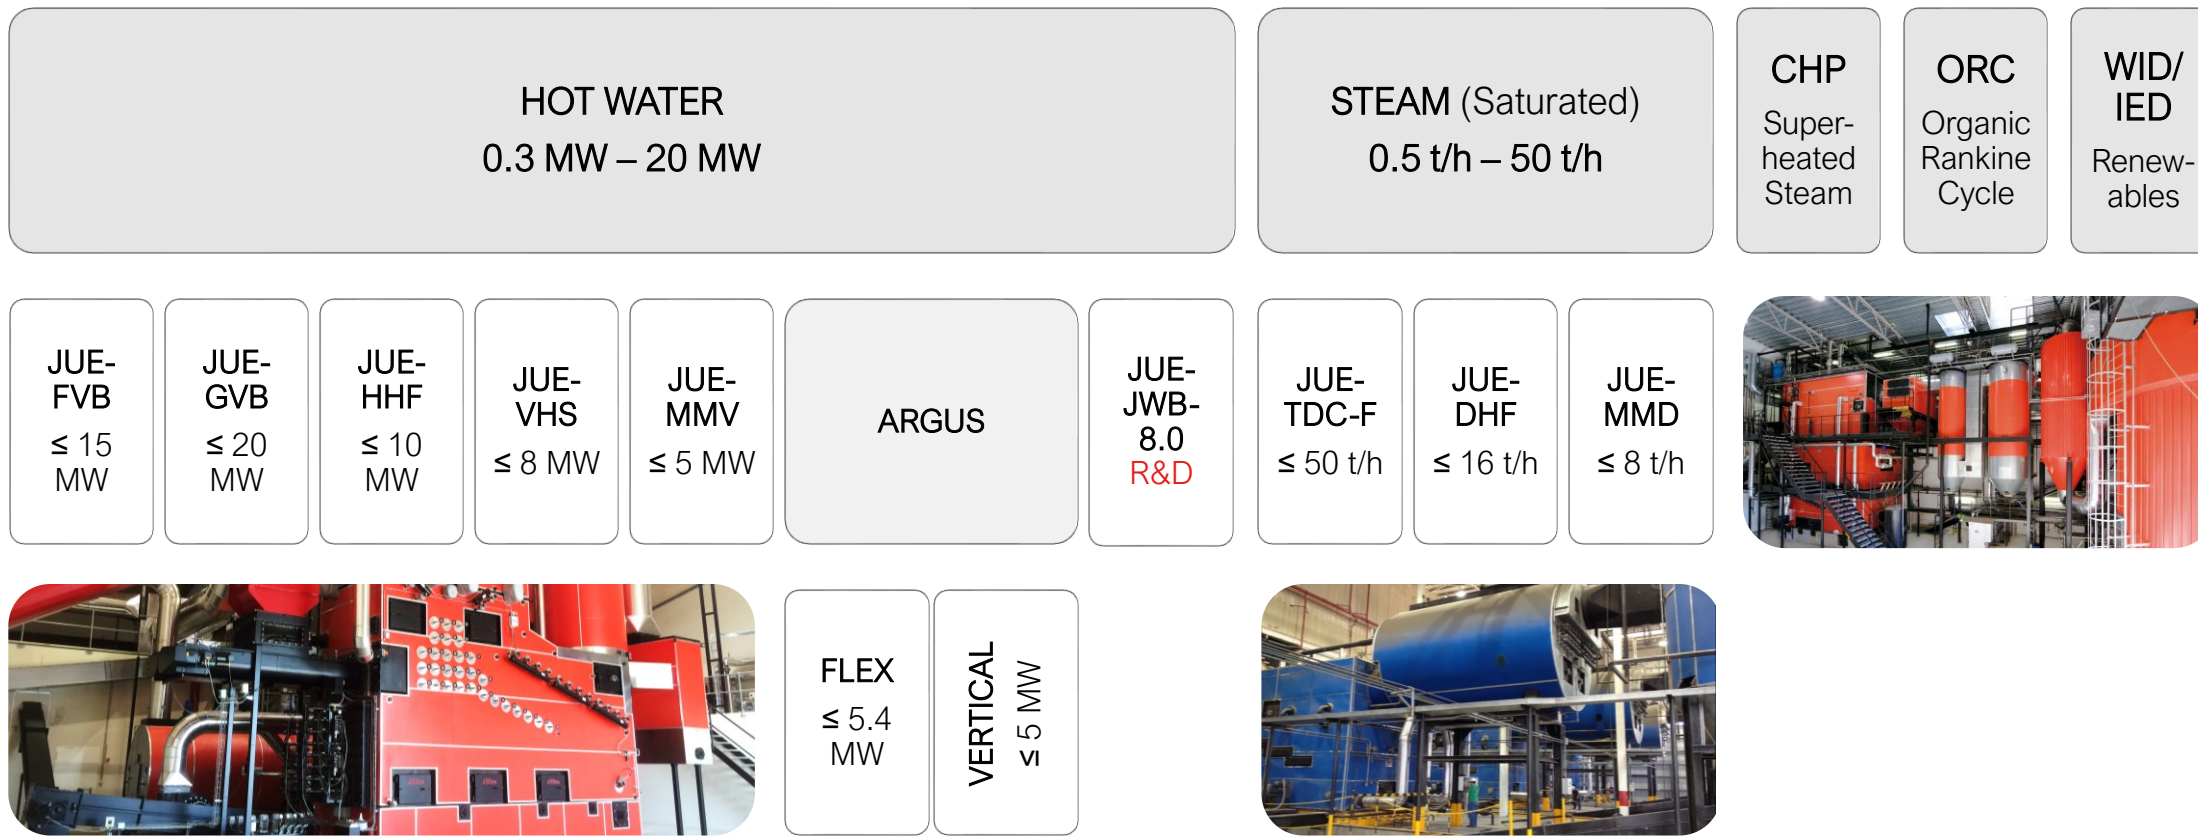 HOT WATER
0.3 MW – 20 MW
STEAM (Saturated)
0.5 t/h – 50 t/h
CHP
Super-
heated
Steam
ORC
Organic
Rankine
Cycle
WID/
IED
Renew-
ables
JUE-
FVB
≤ 15
MW
JUE-
GVB
≤ 20
MW
JUE-
HHF
≤ 10
MW
JUE-
VHS
≤ 8 MW
JUE-
MMV
≤ 5 MW
ARGUS
JUE-
JWB-
8.0
R&D
JUE-
TDC-F
≤ 50 t/h
JUE-
DHF
≤ 16 t/h
JUE-
MMD
≤ 8 t/h
FLEX
≤ 5.4
MW
VERTICAL
≤ 5 MW